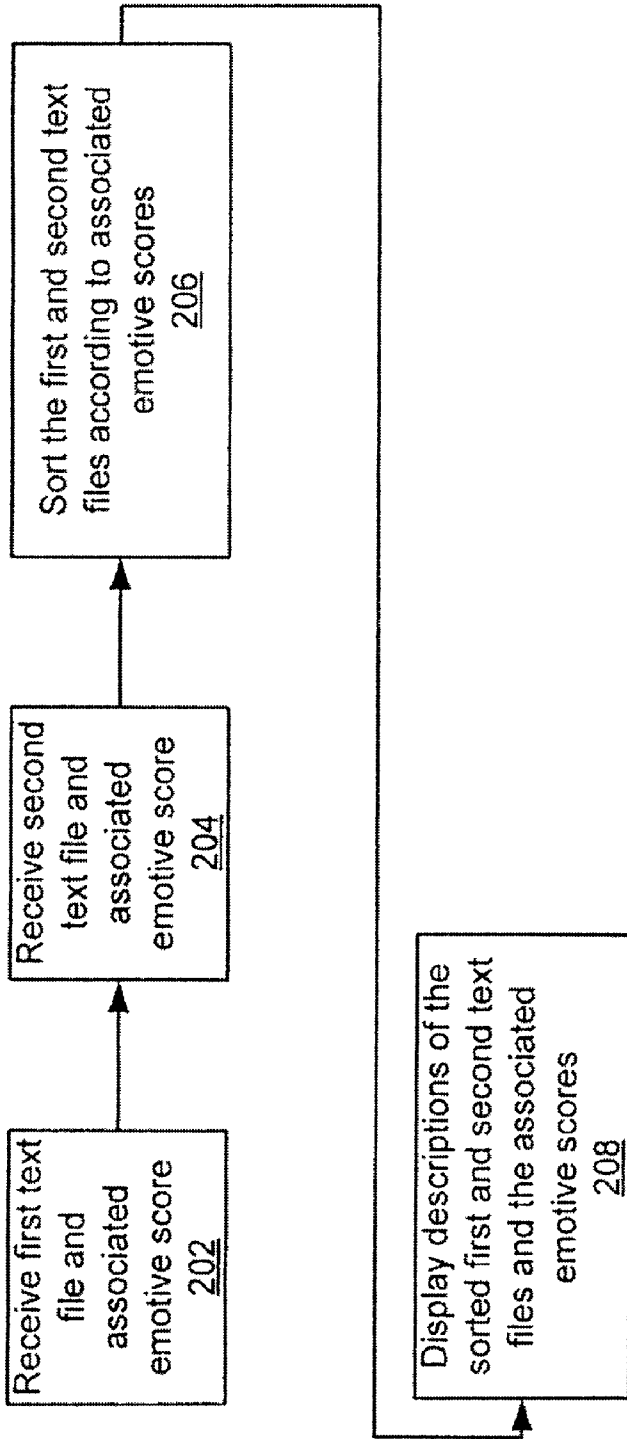 Receive first text
file and
associated
emotive score
202
Receive second
text file and
associated
emotive score
204
Sort the first and second text
files according to associated
emotive scores
206
Display descriptions of the
sorted first and second text
files and the associated
emotive scores
208